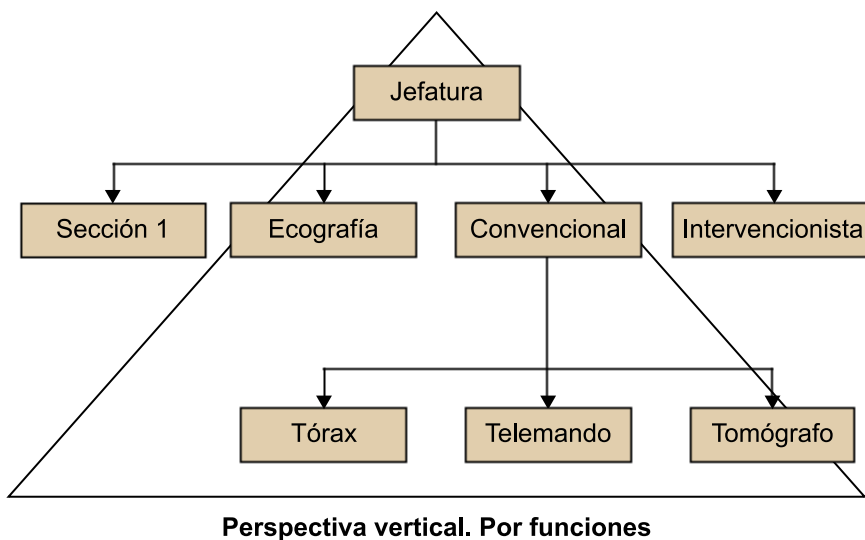 Jefatura
Sección 1
Ecografía
Convencional
Intervencionista
Tórax
Telemando
Tomógrafo
Perspectiva vertical. Por funciones